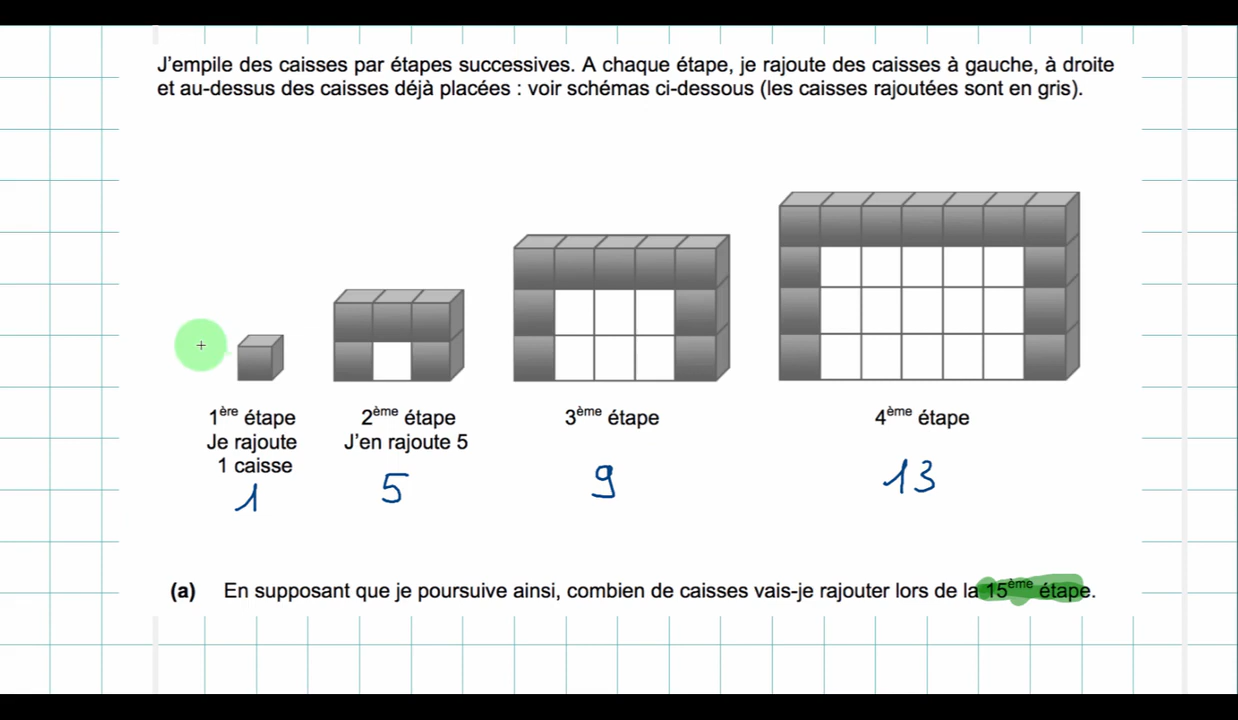 J'empile des caisses par étapes successives. A chaque étape, je rajoute des caisses à gauche, à droite
et au-dessus des caisses déjà placées : voir schémas ci-dessous (les caisses rajoutées sont en gris).
1ère étape
Je rajoute
1 caisse
2ème étape
J'en rajoute 5
3ème étape
4ème étape
1
5
9
13
(a) En supposant que je poursuive ainsi, combien de caisses vais-je rajouter lors de la 15ème étape.